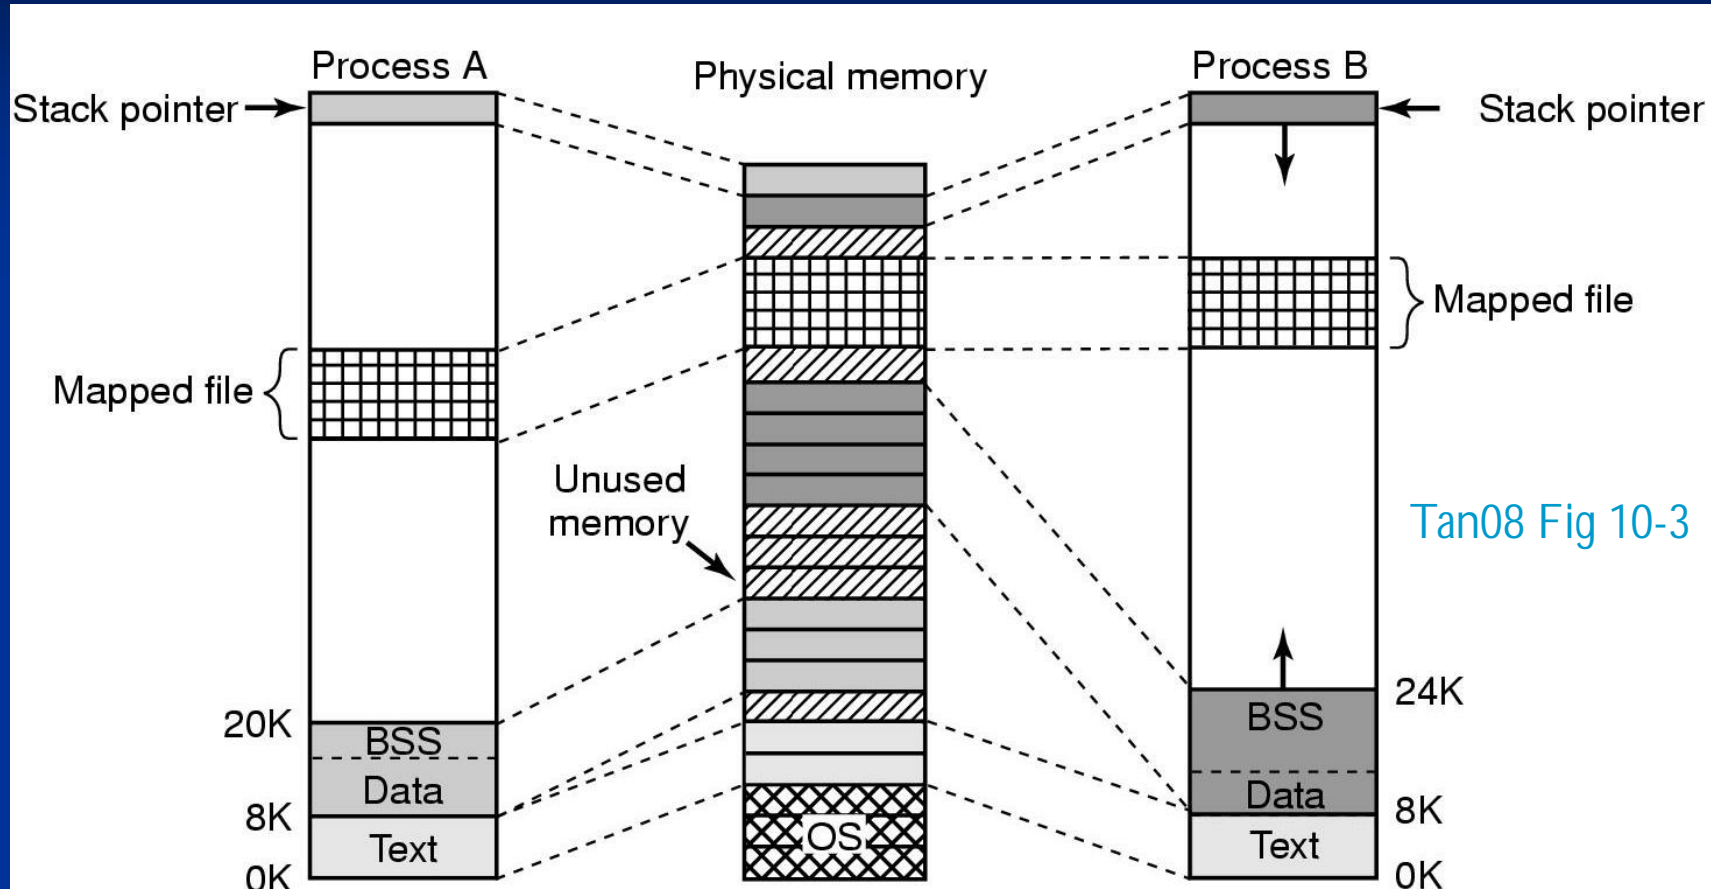 Process A
Physical memory
Process B
Stack pointer
Stack pointer
Mapped file
Mapped file
Unused
memory
Tan08 Fig 10-3
20K
BSS
Data
8K
Text
0K
OS
24K
BSS
Data
8K
Text
0K